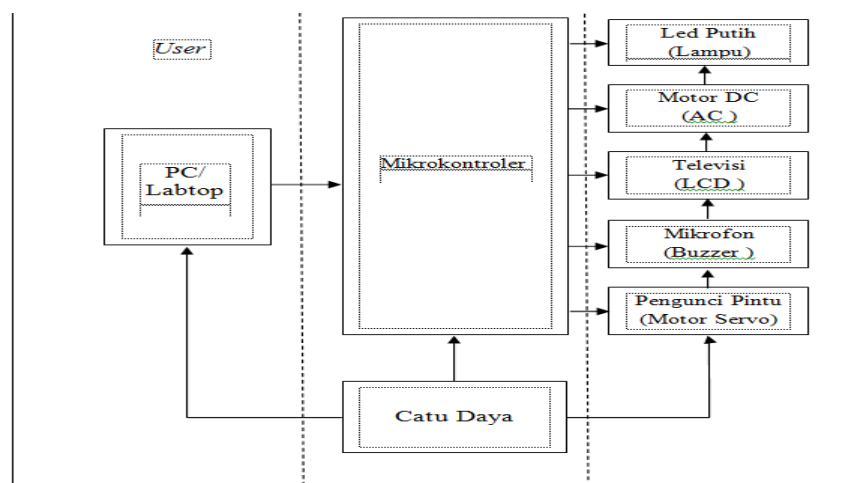 User
PC/
Labtop
Mikrokontroler
Led Putih
(Lampu)
Motor DC
(AC )
Televisi
(LCD )
Mikrofon
(Buzzer )
Pengunci Pintu
(Motor Servo)
Catu Daya